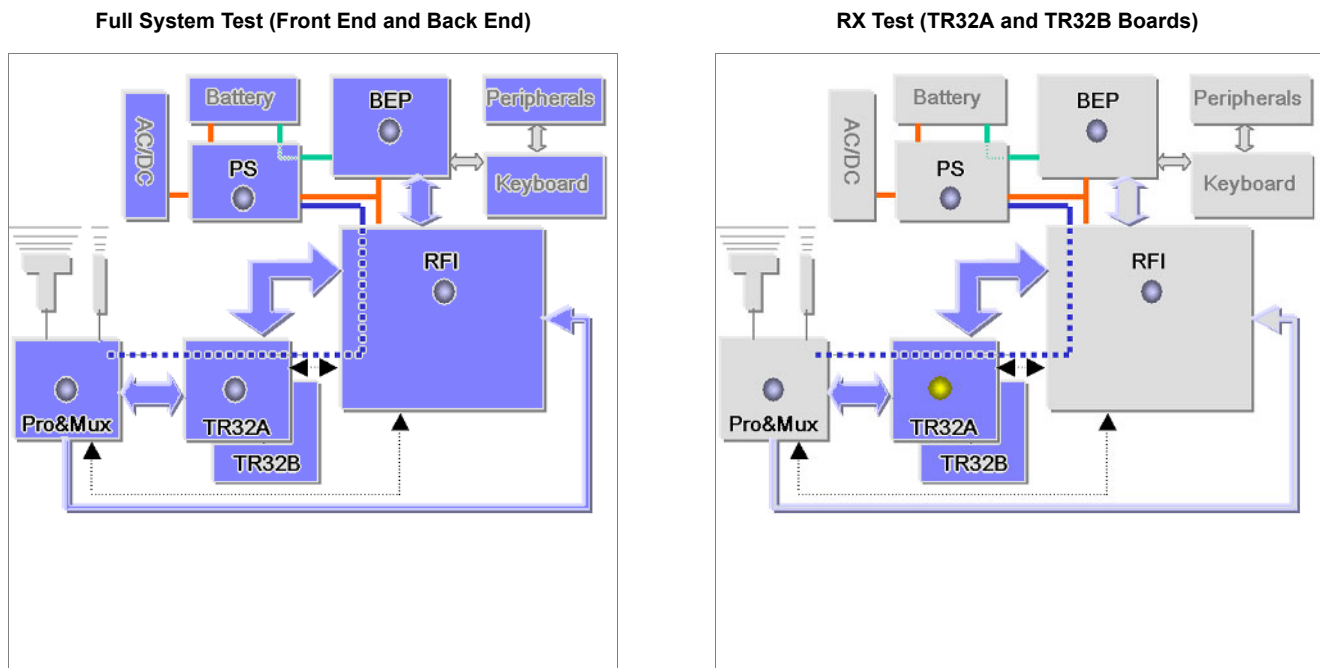 Full System Test (Front End and Back End)
Battery
BEP
Peripherals
AC/DC
PS
Keyboard
RFI
Pro&Mux
TR32A
TR32B
RX Test (TR32A and TR32B Boards)
Battery
BEP
Peripherals
AC/DC
PS
Keyboard
RFI
Pro&Mux
TR32A
TR32B